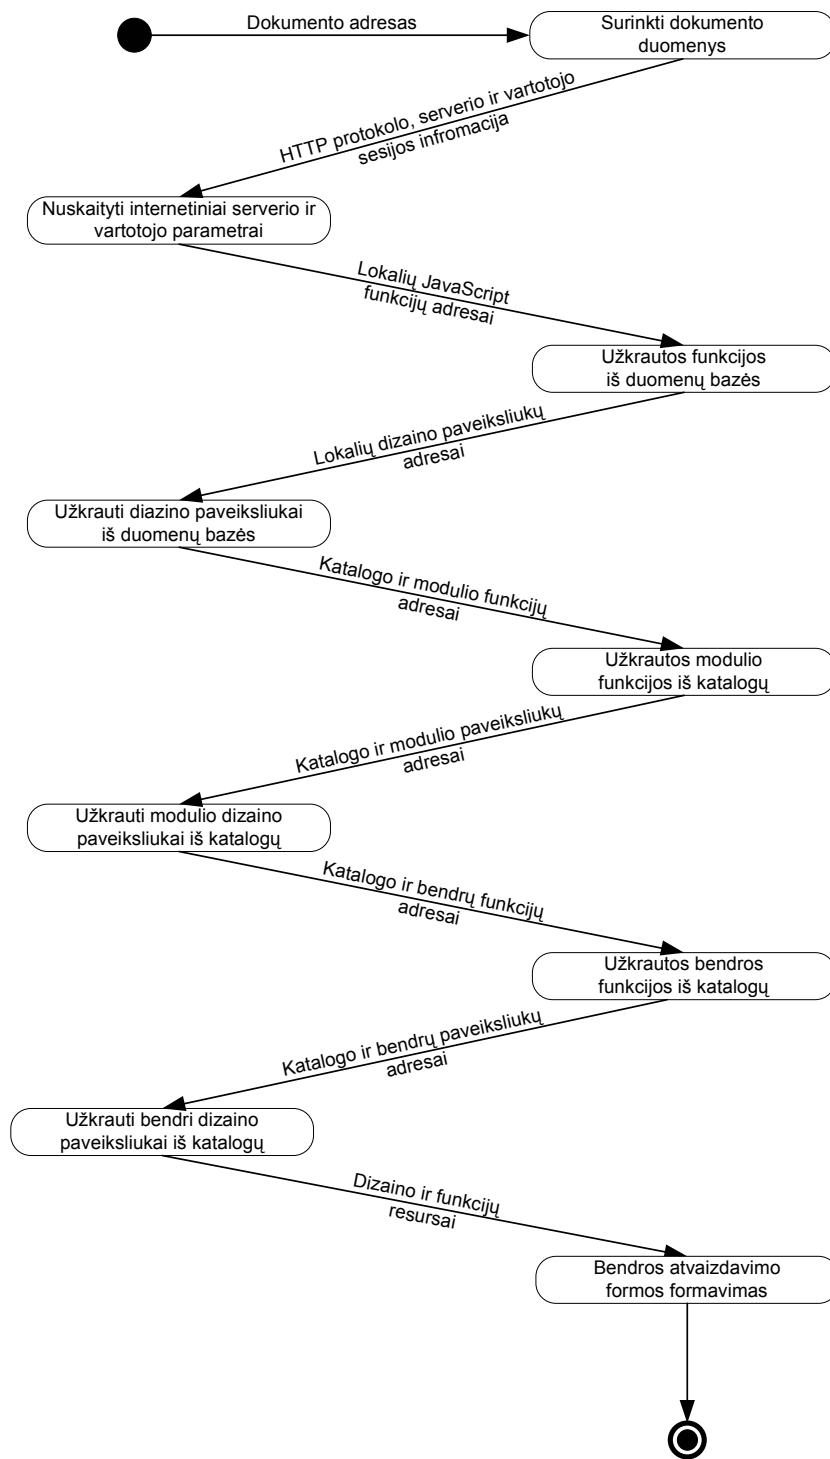 Dokumento adresas
Surinkti dokumento
duomenys
HTTP protokolo, serverio ir vartotojo
sesijos infromacija
Nuskaityti internetiniai serverio ir
vartotojo parametrai
Lokalių JavaScript
funkcijų adresai
Užkrautos funkcijos
iš duomenų bazės
Lokalių dizaino paveiksliukų
adresai
Užkrauti diazino paveiksliukai
iš duomenų bazės
Katalogo ir modulio funkcijų
adresai
Užkrautos modulio
funkcijos iš katalogų
Katalogo ir modulio paveiksliukų
adresai
Užkrauti modulio dizaino
paveiksliukai iš katalogų
Katalogo ir bendrų funkcijų
adresai
Užkrautos bendros
funkcijos iš katalogų
Katalogo ir bendrų paveiksliukų
adresai
Užkrauti bendri dizaino
paveiksliukai iš katalogų
Dizaino ir funkcijų
resursai
Bendros atvaizdavimo
formos formavimas